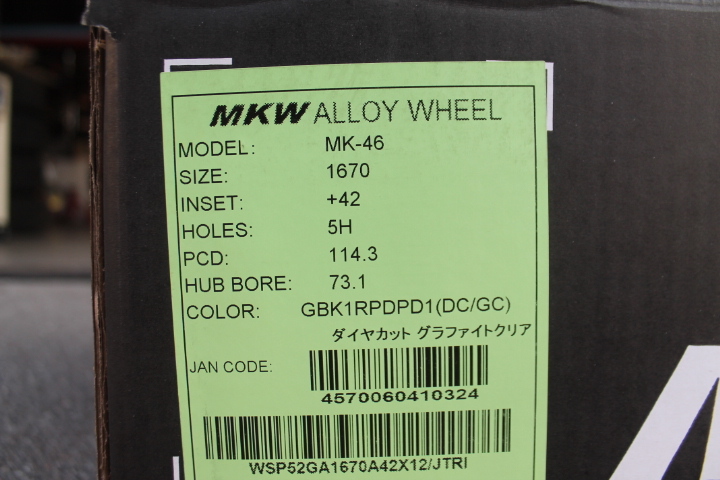 MKW ALLOY WHEEL
MODEL: MK-46
SIZE: 1670
INSET: +42
HOLES: 5H
PCD: 114.3
HUB BORE: 73.1
COLOR: GBK1RPDPD1(DC/GC)
ダイヤカット グラファイトクリア
JAN CODE:
4570060410324
WSP52GA1670A42X12/JTRI